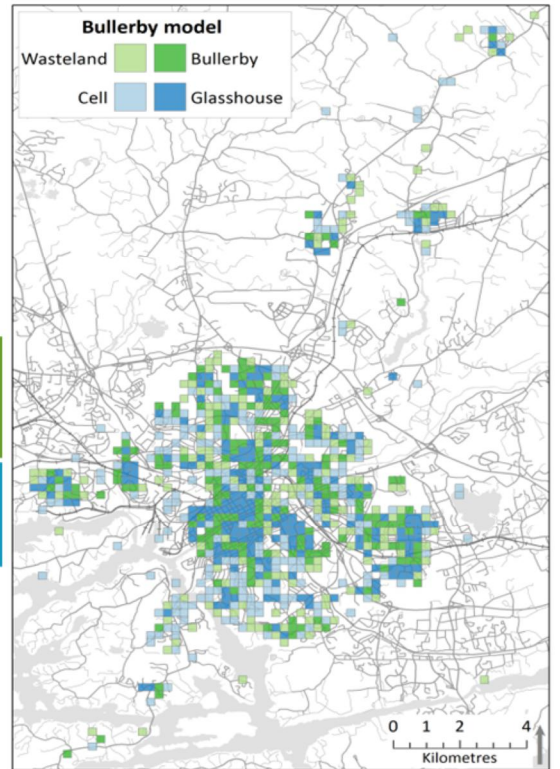 Bullerby model
Wasteland Bullerby
Cell Glasshouse
0 1 2 4
Kilometres